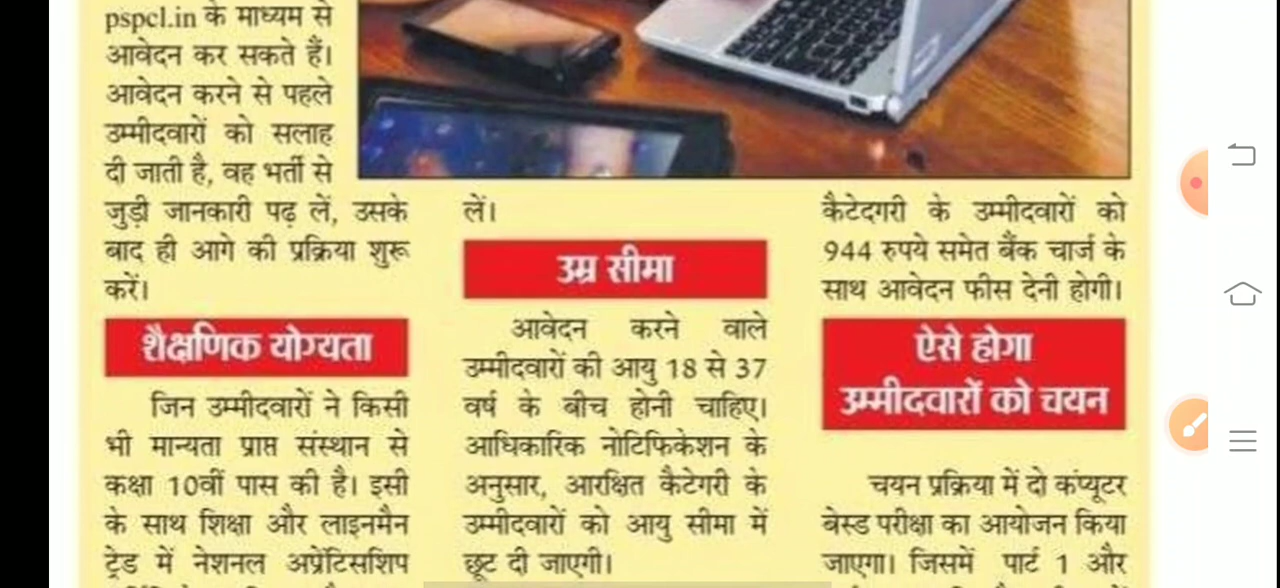 pspcl.in के माध्यम से
आवेदन कर सकते हैं।
आवेदन करने से पहले
उम्मीदवारों को सलाह
दी जाती है, वह भर्ती से
जुड़ी जानकारी पढ़ लें, उसके
बाद ही आगे की प्रक्रिया शुरू
करें।
शैक्षणिक योग्यता
जिन उम्मीदवारों ने किसी
भी मान्यता प्राप्त संस्थान से
कक्षा 10वीं पास की है। इसी
के साथ शिक्षा और लाइनमैन
ट्रेड में नेशनल अप्रेंटिसशिप
लें।
उम्र सीमा
आवेदन करने वाले
उम्मीदवारों की आयु 18 से 37
वर्ष के बीच होनी चाहिए।
आधिकारिक नोटिफिकेशन के
अनुसार, आरक्षित कैटेगरी के
उम्मीदवारों को आयु सीमा में
छूट दी जाएगी।
कैटेदगरी के उम्मीदवारों को
944 रुपये समेत बैंक चार्ज के
साथ आवेदन फीस देनी होगी।
ऐसे होगा
उम्मीदवारों को चयन
चयन प्रक्रिया में दो कंप्यूटर
बेस्ड परीक्षा का आयोजन किया
जाएगा। जिसमें पार्ट 1 और